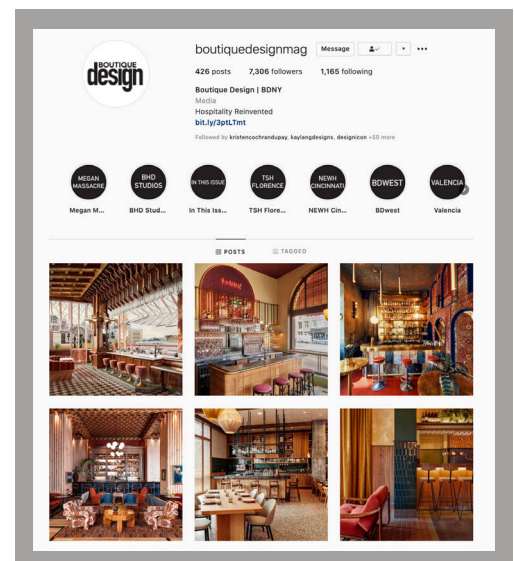 BOUTIQUE
design
boutiquedesignmag Message
426 posts 7,306 followers 1,165 following
Boutique Design | BDNY
Media
Hospitality Reinvented
bit.ly/3ptLTmt
Followed by kristencochrandupay, kaylangdesigns, designicon +50 more
MEGAN
MASSACRE
BHD
STUDIOS
IN THIS ISSUE
TSH
FLORENCE
NEWH
CINCINNATI
BDWEST
VALENCIA
Megan M... BHD Stud... In This Iss... TSH Flore... NEWH Cin... BDwest Valencia
POSTS TAGGED